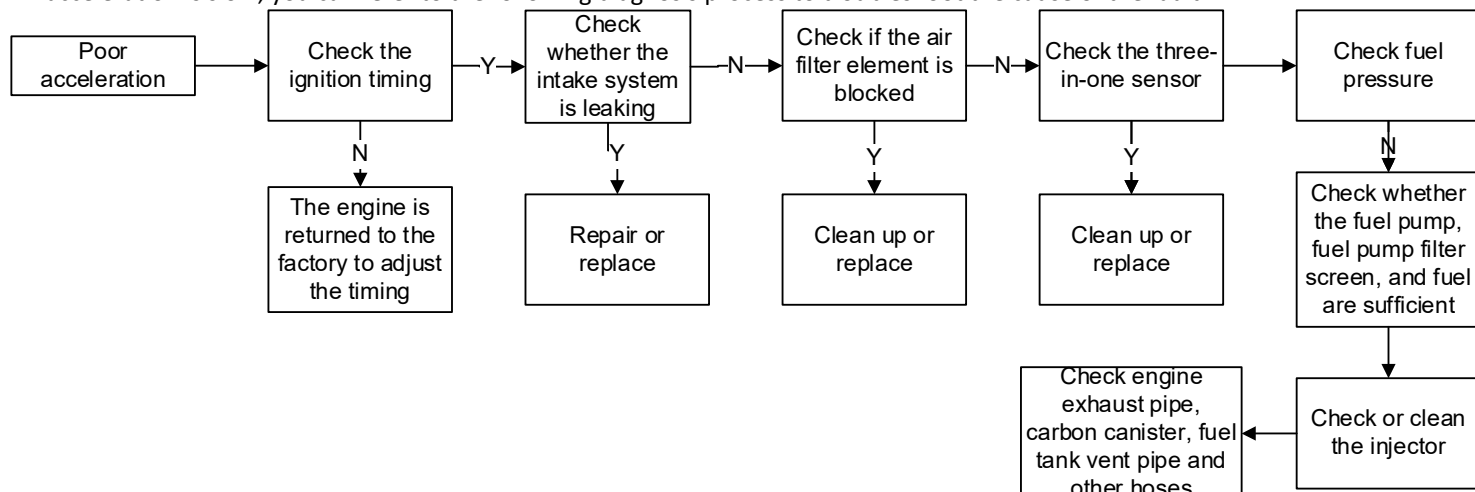 Poor
acceleration
Check the
ignition timing
Y
Check
whether the
intake system
is leaking
N
Check if the air
filter element is
blocked
N
Check the three-
in-one sensor
Check fuel
pressure
N
Y
Y
Y
N
The engine is
returned to the
factory to adjust
the timing
Repair or
replace
Clean up or
replace
Clean up or
replace
Check whether
the fuel pump,
fuel pump filter
screen, and fuel
are sufficient
Check or clean
the injector
Check engine
exhaust pipe,
carbon canister, fuel
tank vent pipe and
other hoses